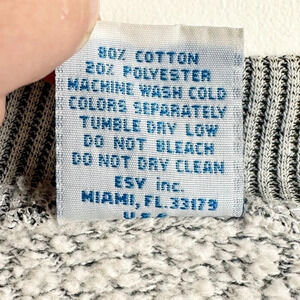 80% COTTON
20% POLYESTER
MACHINE WASH COLD
COLORS SEPARATELY
TUMBLE DRY LOW
DO NOT BLEACH
DO NOT DRY CLEAN
ESY inc.
MIAMI, FL. 33179
U.S.A.